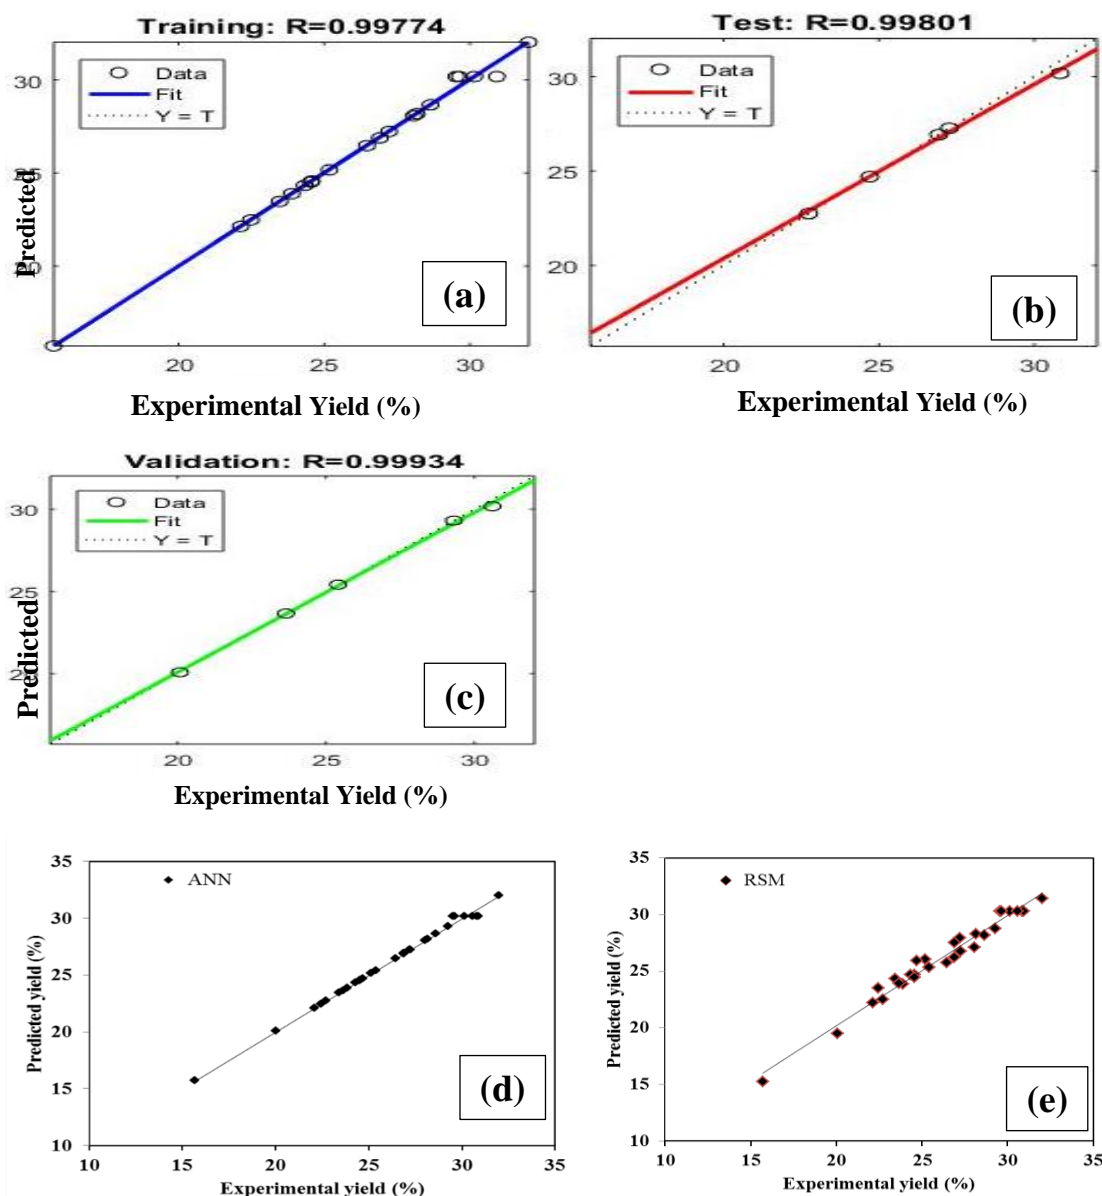 Training: R=0.99774
Data
Fit
Y = T
30
25
20
Predicted
(a)
20
25
30
Experimental Yield (%)
Test: R=0.99801
Data
Fit
Y = T
30
25
20
(b)
20
25
30
Experimental Yield (%)
Validation: R=0.99934
Data
Fit
Y = T
30
25
20
Predicted
(c)
20
25
30
Experimental Yield (%)
35
30
25
20
15
10
Predicted yield (%)
ANN
(d)
10
15
20
25
30
35
Experimental yield (%)
35
30
25
20
15
10
Predicted yield (%)
RSM
(e)
10
15
20
25
30
35
Experimental yield (%)